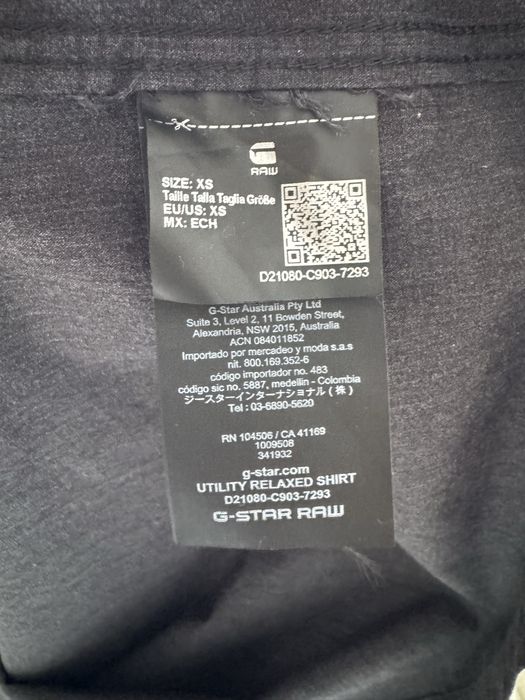 RAW
SIZE: XS
Taille Talla Taglia Größe
EU/US: XS
MX: ECH
D21080-C903-7293
G-Star Australia Pty Ltd
Suite 3, Level 2, 11 Bowden Street,
Alexandria, NSW 2015, Australia
ACN 084011852
Importado por mercadeo y moda s.a.s
nit. 800.169.352-6
código importador no. 483
código sic no. 5887, medellin - Colombia
ジースターインターナショナル ( 株 )
Tel : 03-6890-5620
RN 104506 / CA 41169
1009508
341932
g-star.com
UTILITY RELAXED SHIRT
D21080-C903-7293
G-STAR RAW